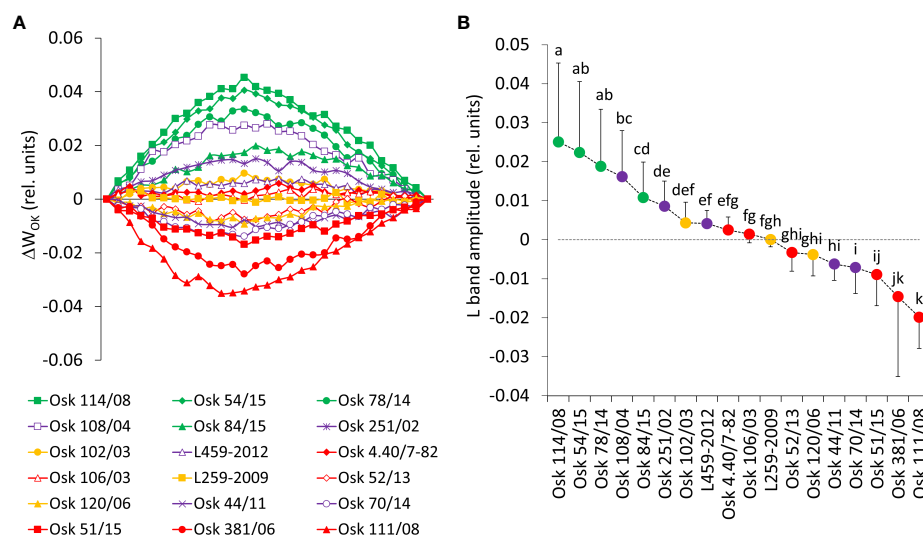 A
0.06
0.04
0.02
0
-0.02
-0.04
-0.06
ΔWOK (rel. units)
Osk 114/08 Osk 54/15 Osk 78/14
Osk 108/04 Osk 84/15 Osk 251/02
Osk 102/03 L459-2012 Osk 4.40/7-82
Osk 106/03 L259-2009 Osk 52/13
Osk 120/06 Osk 44/11 Osk 70/14
Osk 51/15 Osk 381/06 Osk 111/08
B
0.05
0.04
0.03
0.02
0.01
0
-0.01
-0.02
-0.03
-0.04
L band amplitude (rel. units)
a
ab
ab
bc
cd
de
def
ef
efg
fg
fgh
ghi
ghi
hi
i
ij
jk
k
Osk 114/08
Osk 54/15
Osk 78/14
Osk 108/04
Osk 84/15
Osk 251/02
Osk 102/03
L459-2012
Osk 4.40/7-82
Osk 106/03
L259-2009
Osk 52/13
Osk 120/06
Osk 44/11
Osk 70/14
Osk 51/15
Osk 381/06
Osk 111/08